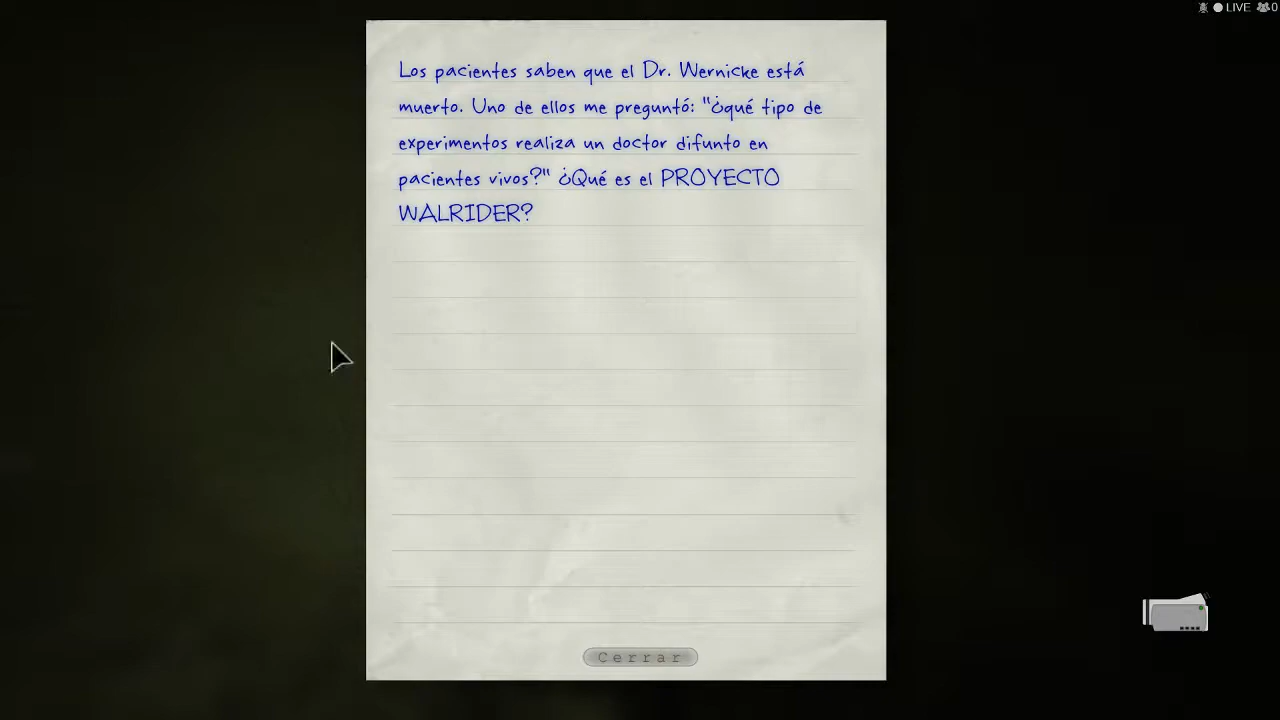 LIVE 0
Los pacientes saben que el Dr. Wernicke está
muerto. Uno de ellos me preguntó: "¿qué tipo de
experimentos realiza un doctor difunto en
pacientes vivos?" ¿Qué es el PROYECTO
WALRIDER?
Cerrar